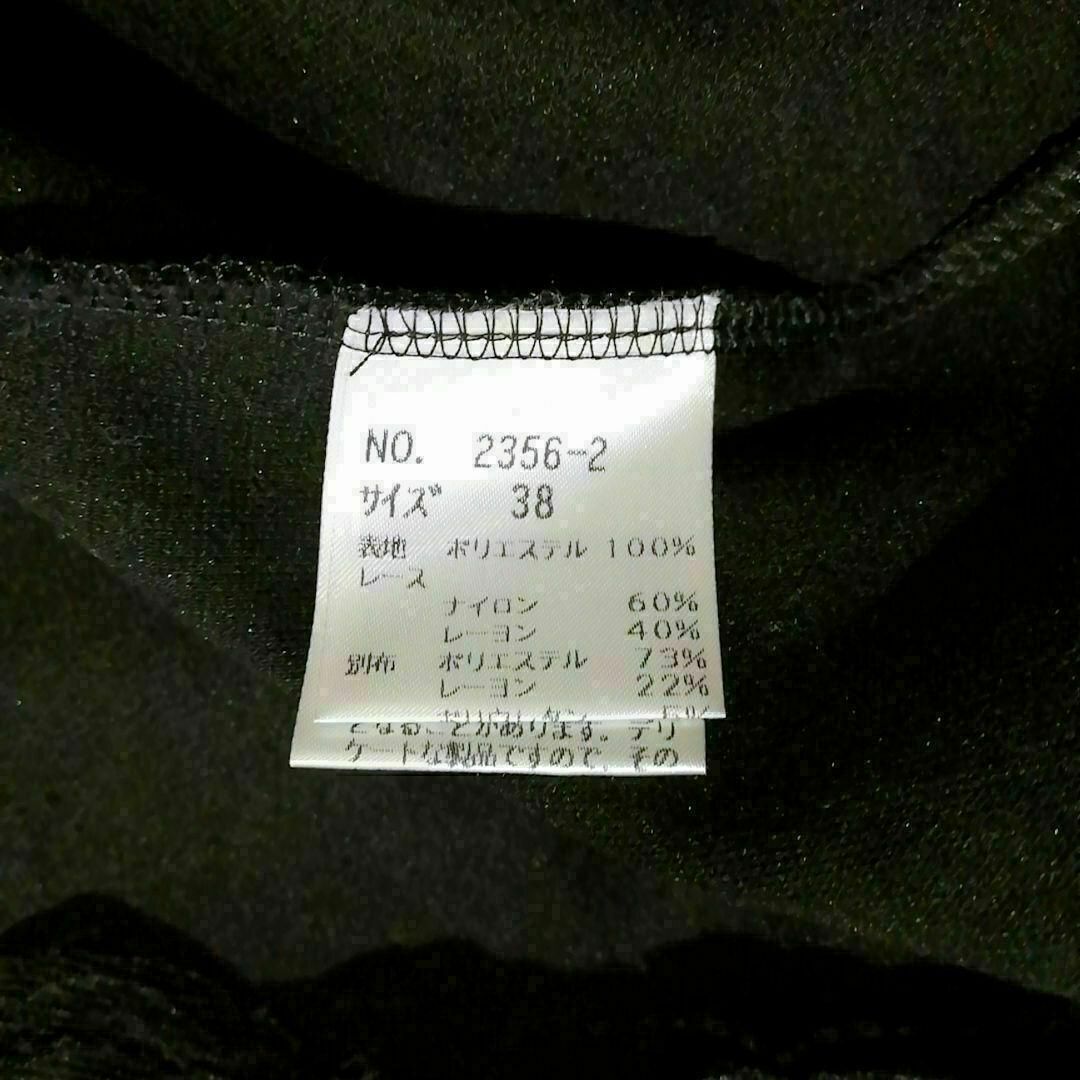 NO. 2356-2
サイズ 38
表地 ポリエステル 100%
レース
ナイロン 60%
レーヨン 40%
別布 ポリエステル 73%
レーヨン 22%
となることがあります。デリ
ケートな製品ですので、その